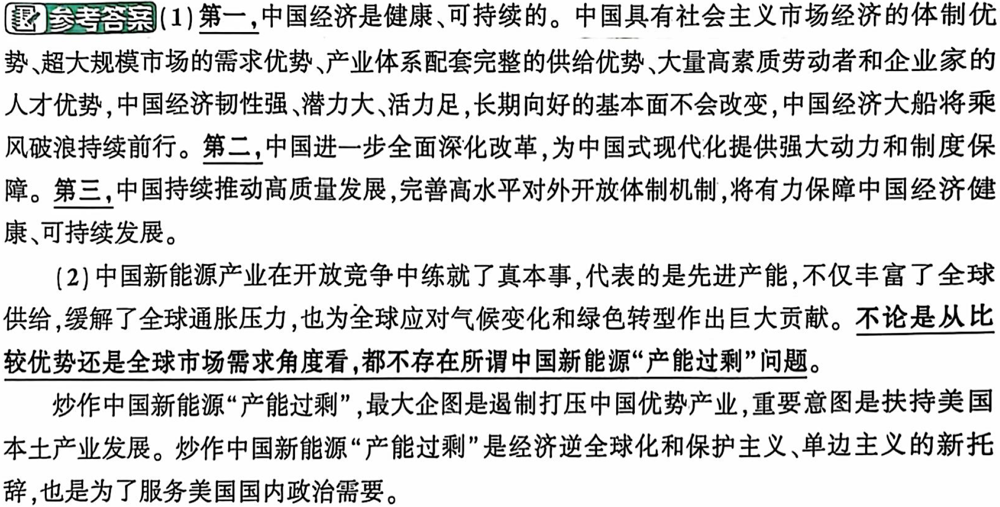 参考答案(1)第一,中国经济是健康、可持续的。中国具有社会主义市场经济的体制优
势、超大规模市场的需求优势、产业体系配套完整的供给优势、大量高素质劳动者和企业家的
人才优势,中国经济韧性强、潜力大、活力足,长期向好的基本面不会改变,中国经济大船将乘
风破浪持续前行。第二,中国进一步全面深化改革,为中国式现代化提供强大动力和制度保
障。第三,中国持续推动高质量发展,完善高水平对外开放体制机制,将有力保障中国经济健
康、可持续发展。
(2)中国新能源产业在开放竞争中练就了真本事,代表的是先进产能,不仅丰富了全球
供给,缓解了全球通胀压力,也为全球应对气候变化和绿色转型作出巨大贡献。不论是从比
较优势还是全球市场需求角度看,都不存在所谓中国新能源“产能过剩”问题。
炒作中国新能源“产能过剩”,最大企图是遏制打压中国优势产业,重要意图是扶持美国
本土产业发展。炒作中国新能源“产能过剩”是经济逆全球化和保护主义、单边主义的新托
辞,也是为了服务美国国内政治需要。